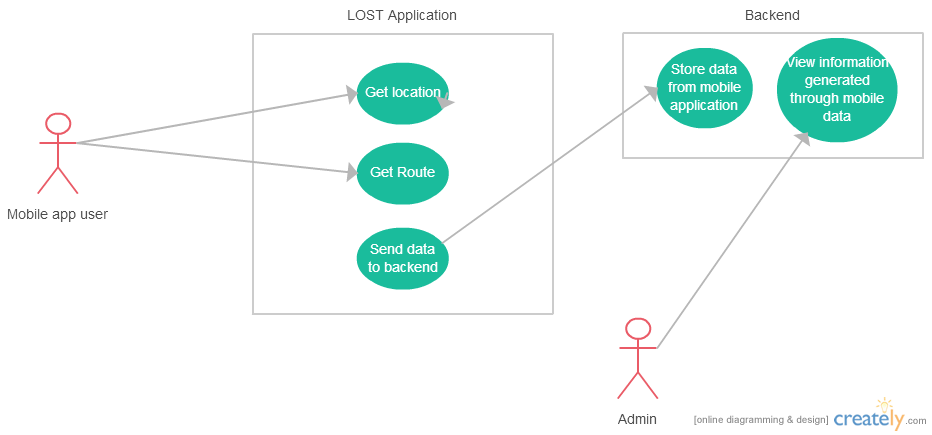 LOST Application
Backend
Get location
Get Route
Send data
to backend
Store data
from mobile
application
View information
generated
through mobile
data
Mobile app user
Admin
[online diagramming & design] creately.com